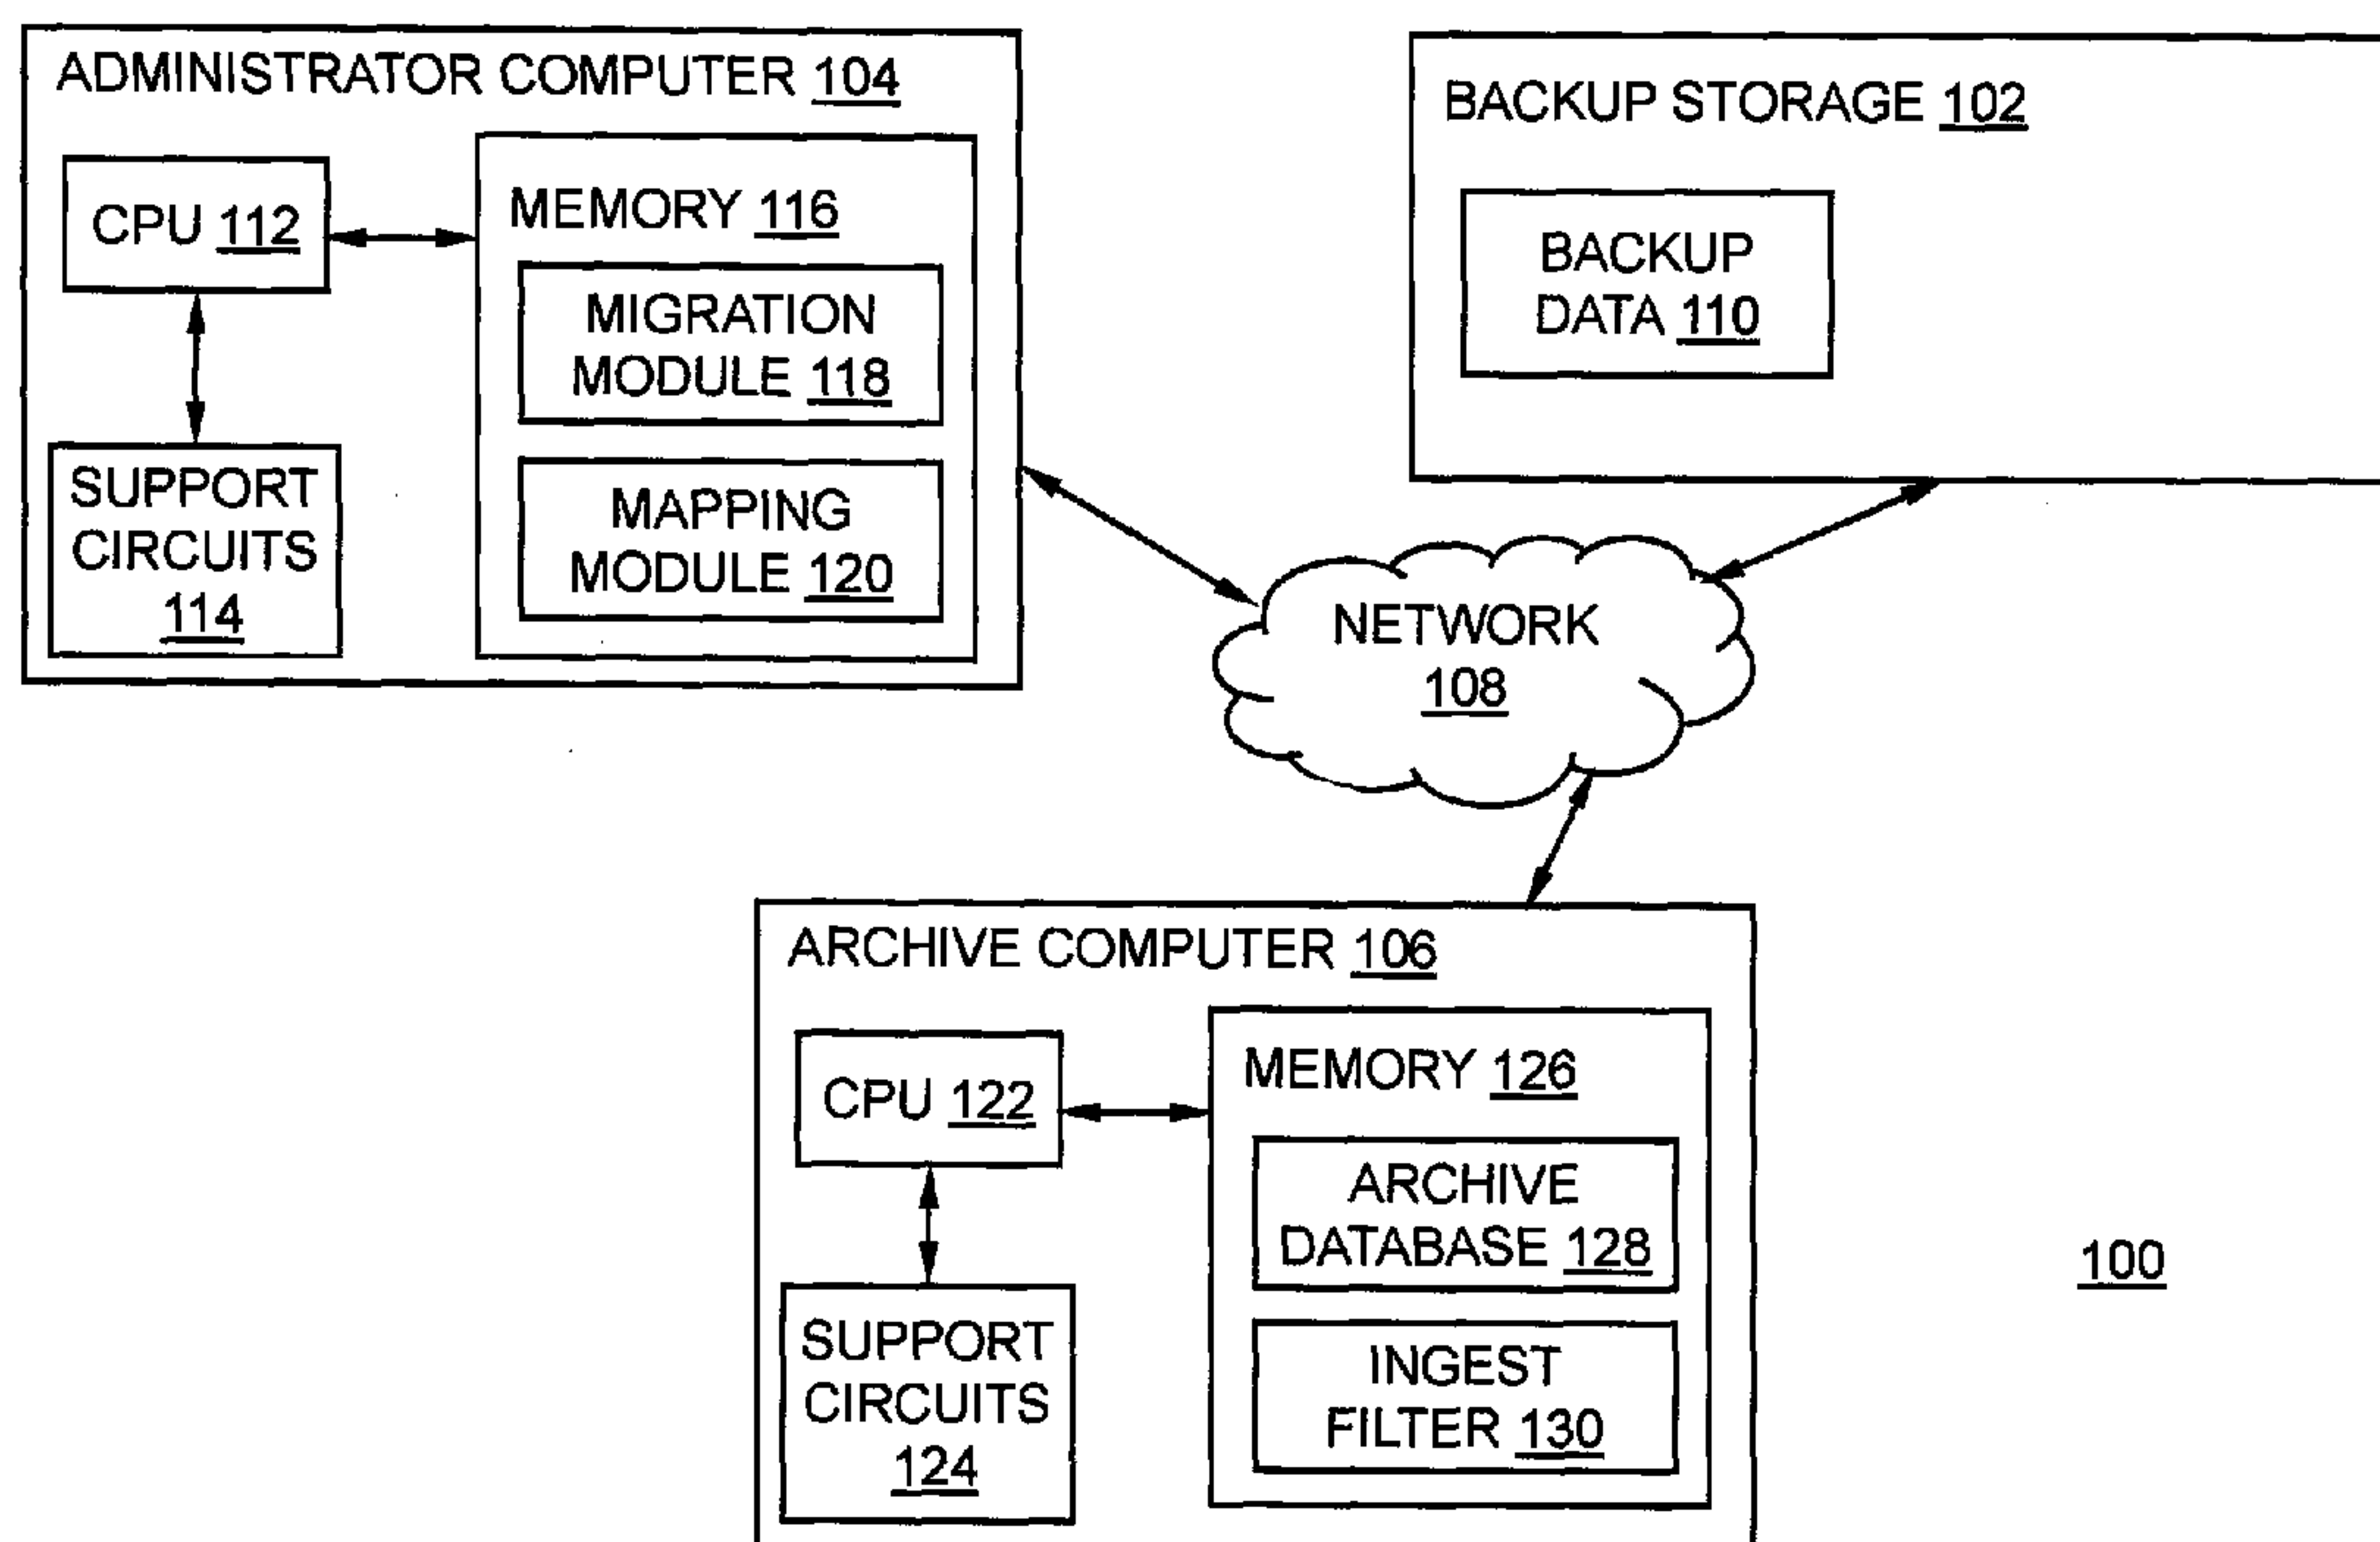 ADMINISTRATOR COMPUTER 104
CPU 112
MEMORY 116
MIGRATION
MODULE 118
MAPPING
MODULE 120
SUPPORT
CIRCUITS
114
BACKUP STORAGE 102
BACKUP
DATA 110
NETWORK
108
ARCHIVE COMPUTER 106
CPU 122
MEMORY 126
ARCHIVE
DATABASE 128
INGEST
FILTER 130
SUPPORT
CIRCUITS
124
100